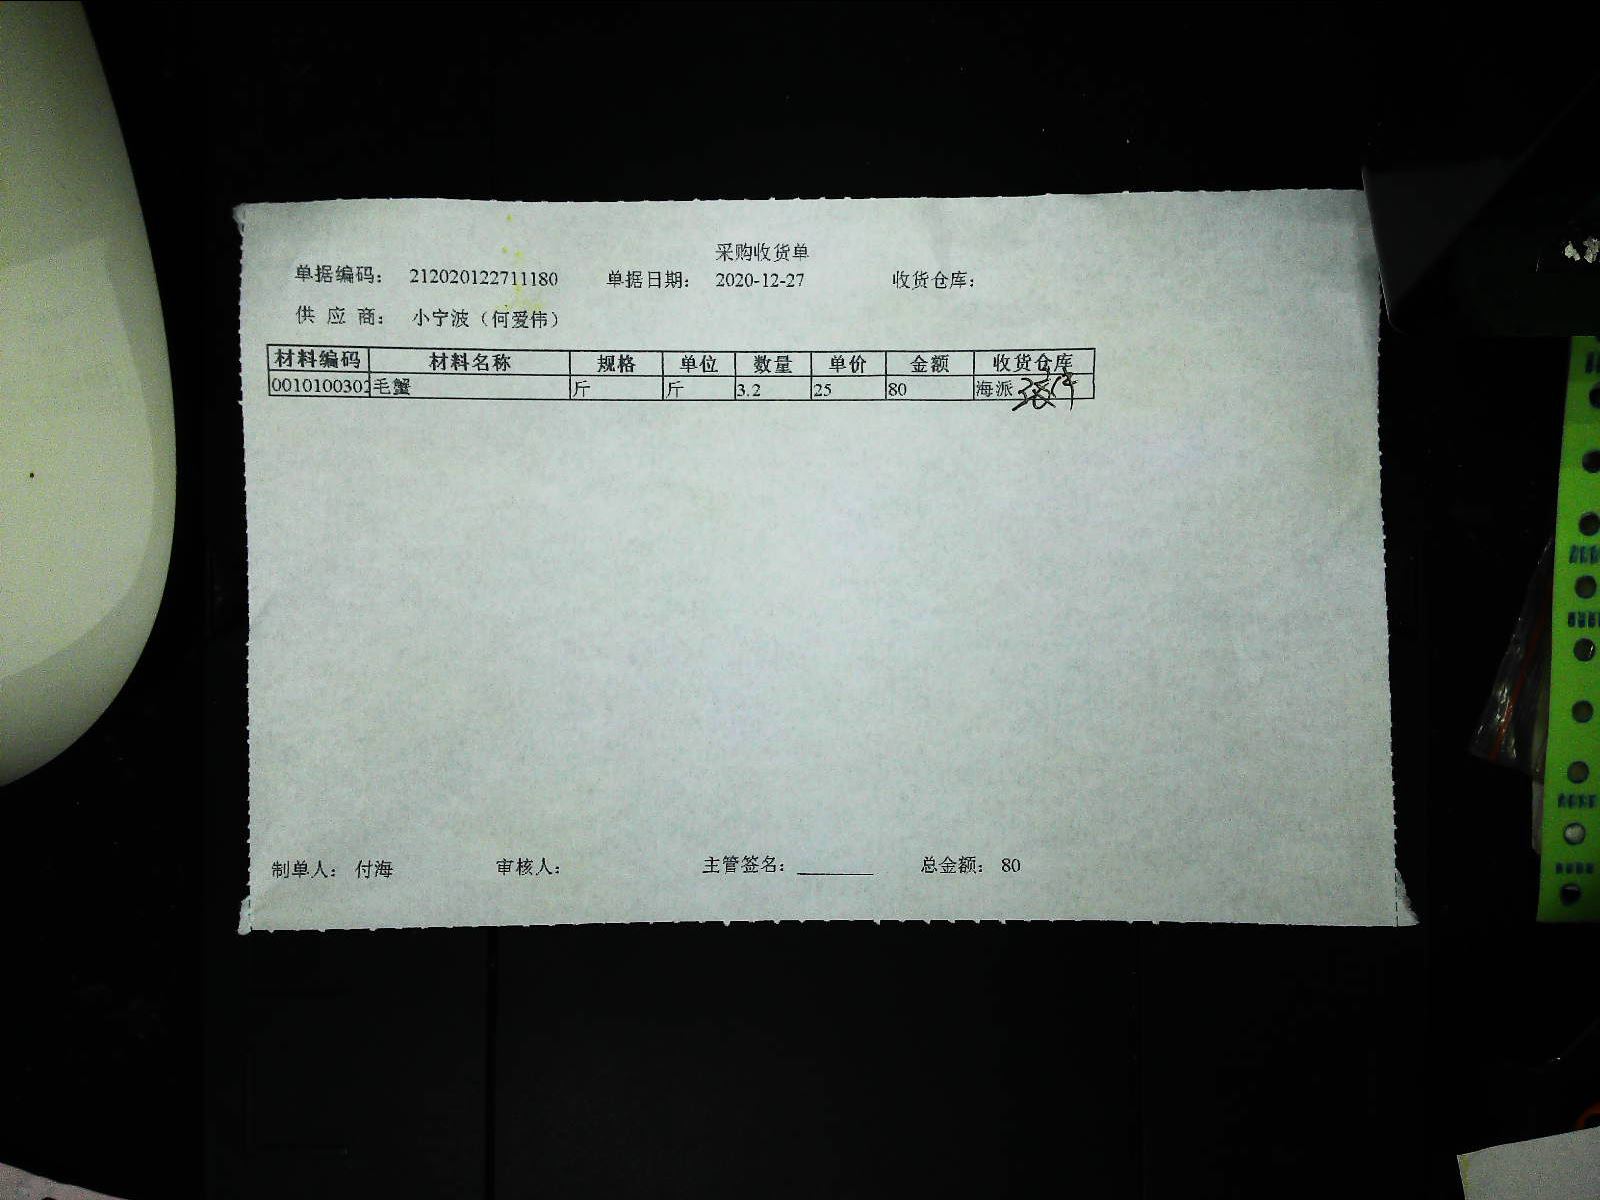 采购收货单
单据编码： 212020122711180 单据日期： 2020-12-27 收货仓库：
供 应 商： 小宁波（何爱伟）
材料编码 材料名称 规格 单位 数量 单价 金额 收货仓库
0010100302 毛蟹 斤 斤 3.2 25 80 海派
制单人： 付海 审核人： 主管签名： 总金额： 80